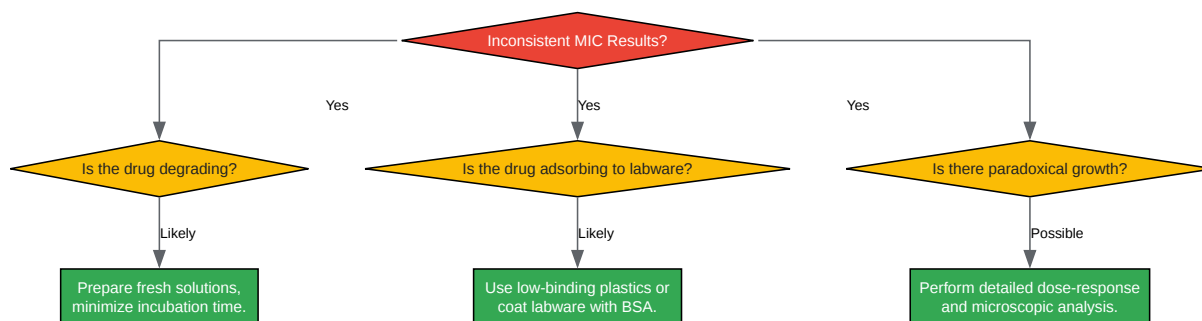 Inconsistent MIC Results?
Yes
Yes
Yes
Is the drug degrading?
Is the drug adsorbing to labware?
Is there paradoxical growth?
Likely
Likely
Possible
Prepare fresh solutions,
minimize incubation time.
Use low-binding plastics or
coat labware with BSA.
Perform detailed dose-response
and microscopic analysis.